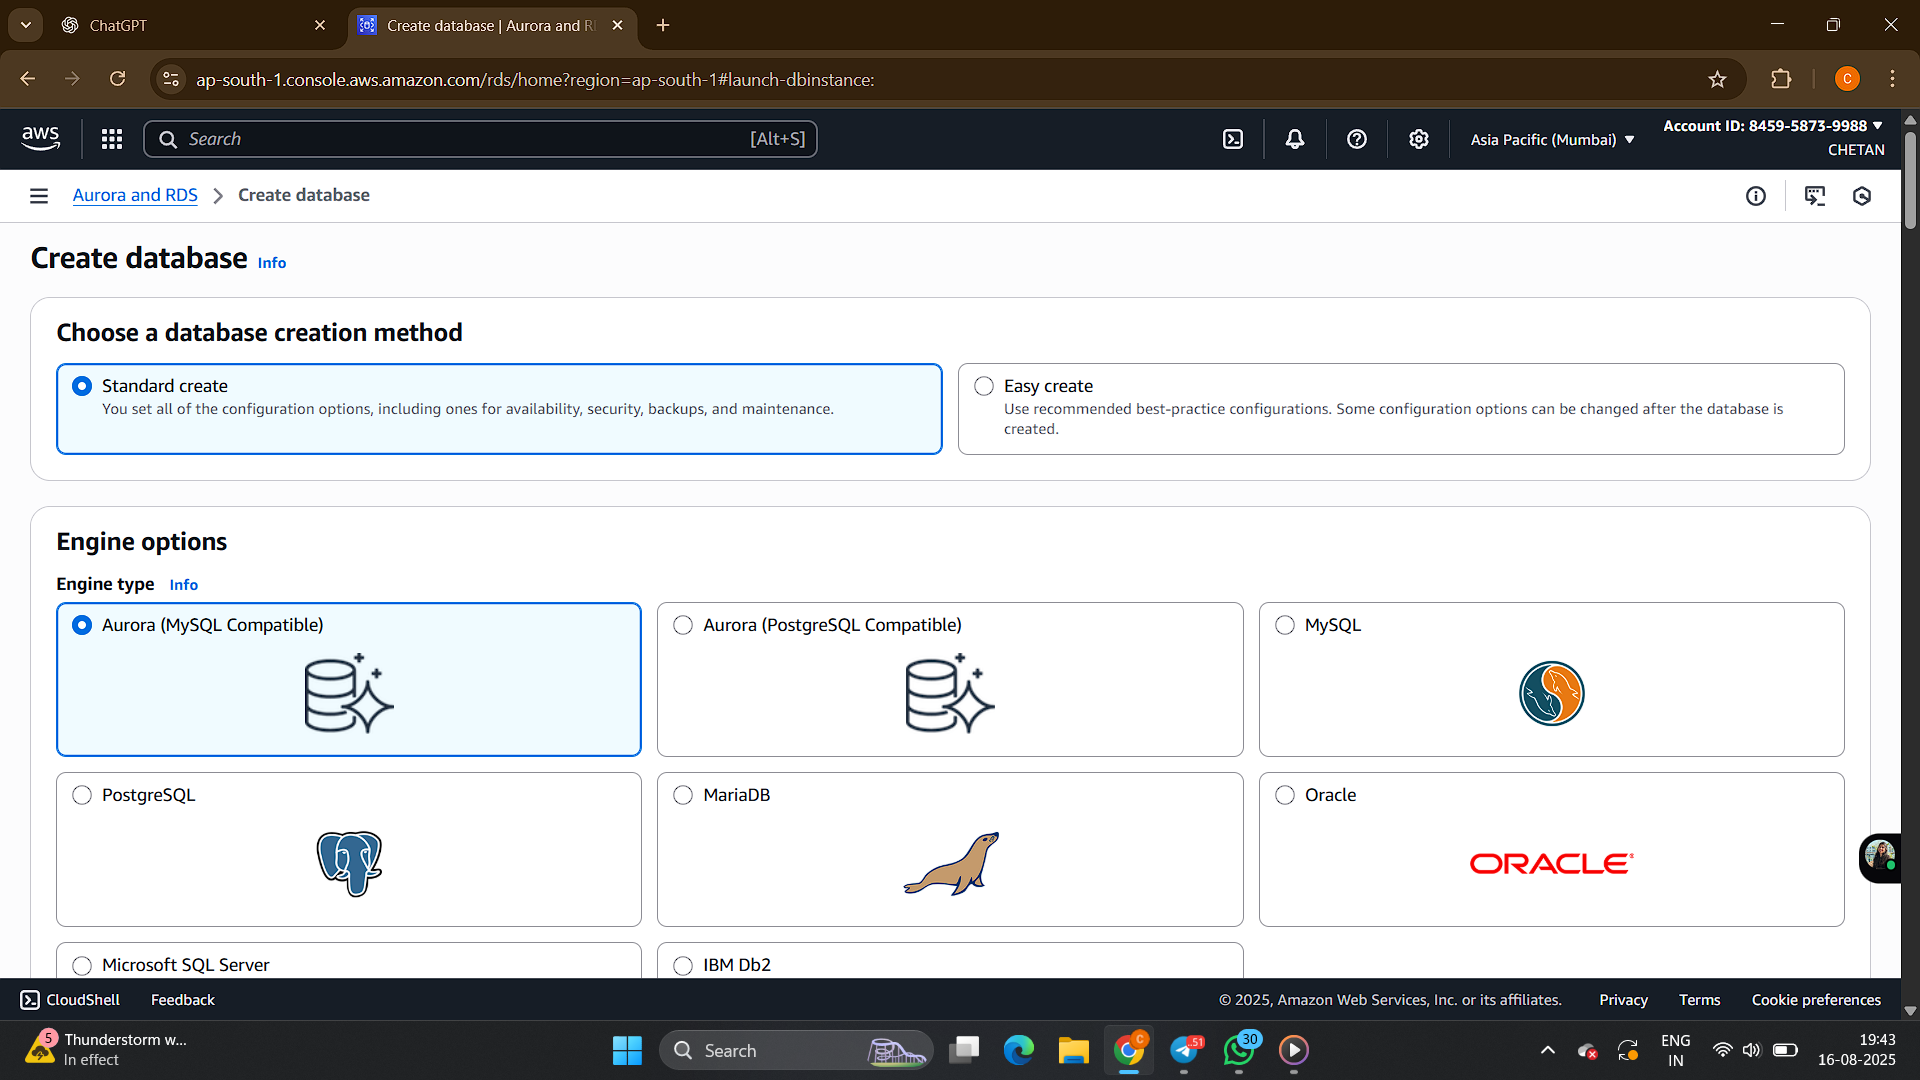 ChatGPT
Create database | Aurora and R
ap-south-1.console.aws.amazon.com/rds/home?region=ap-south-1#launch-dbinstance:
C
aws
Search
[Alt+S]
Asia Pacific (Mumbai)
Account ID: 8459-5873-9988
CHETAN
Aurora and RDS
Create database
Create database Info
Choose a database creation method
Standard create
You set all of the configuration options, including ones for availability, security, backups, and maintenance.
Easy create
Use recommended best-practice configurations. Some configuration options can be changed after the database is
created.
Engine options
Engine type Info
Aurora (MySQL Compatible)
Aurora (PostgreSQL Compatible)
MySQL
PostgreSQL
MariaDB
Oracle
ORACLE
Microsoft SQL Server
IBM Db2
CloudShell
Feedback
© 2025, Amazon Web Services, Inc. or its affiliates.
Privacy
Terms
Cookie preferences
5
Thunderstorm w...
In effect
Search
C
51
30
ENG
IN
19:43
16-08-2025